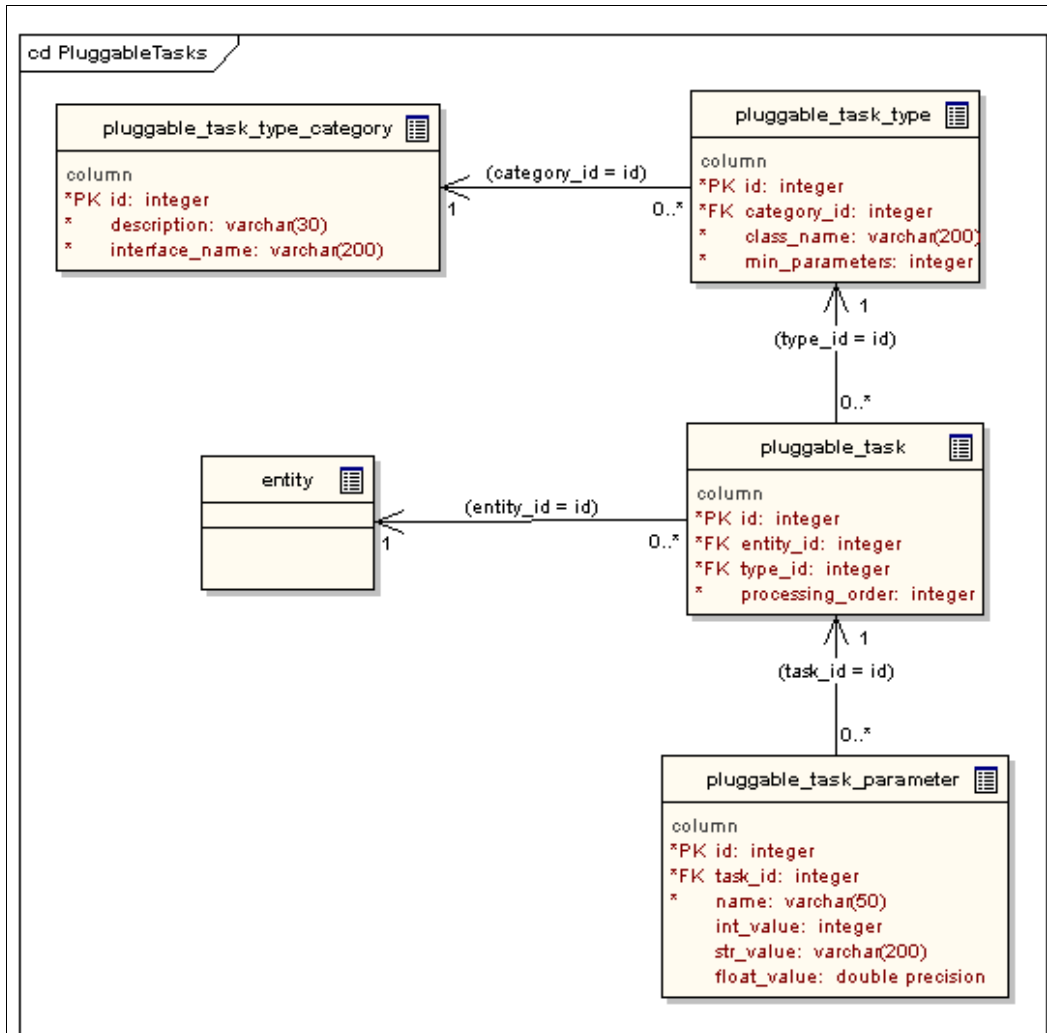 cd PluggableTasks
pluggable_task_type_category
column
*PK id: integer
* description: varchar(30)
* interface_name: varchar(200)
(category_id = id)
1
0..*
pluggable_task_type
column
*PK id: integer
*FK category_id: integer
* class_name: varchar(200)
* min_parameters: integer
1
(type_id = id)
0..*
entity
(entity_id = id)
1
0..*
pluggable_task
column
*PK id: integer
*FK entity_id: integer
*FK type_id: integer
* processing_order: integer
1
(task_id = id)
0..*
pluggable_task_parameter
column
*PK id: integer
*FK task_id: integer
* name: varchar(50)
int_value: integer
str_value: varchar(200)
float_value: double precision